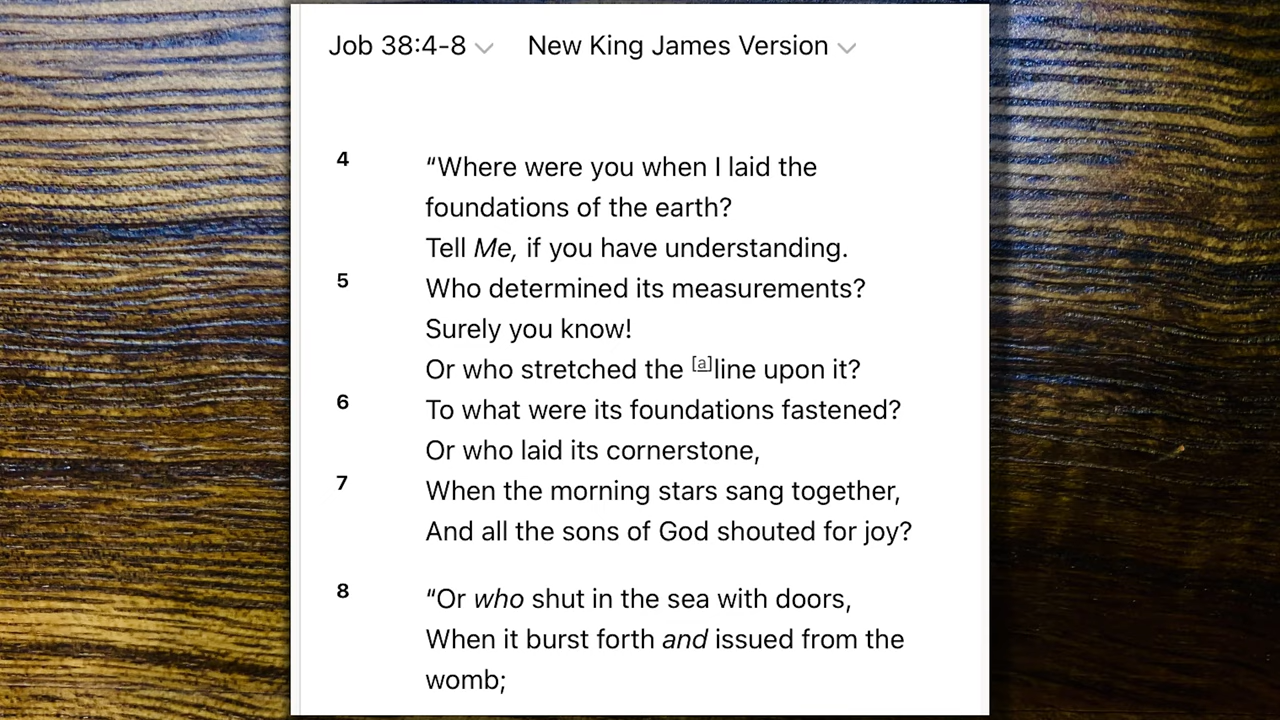 Job 38:4-8 New King James Version
4 “Where were you when I laid the
foundations of the earth?
Tell Me, if you have understanding.
5 Who determined its measurements?
Surely you know!
Or who stretched the [a]line upon it?
6 To what were its foundations fastened?
Or who laid its cornerstone,
7 When the morning stars sang together,
And all the sons of God shouted for joy?
8 “Or who shut in the sea with doors,
When it burst forth and issued from the
womb;